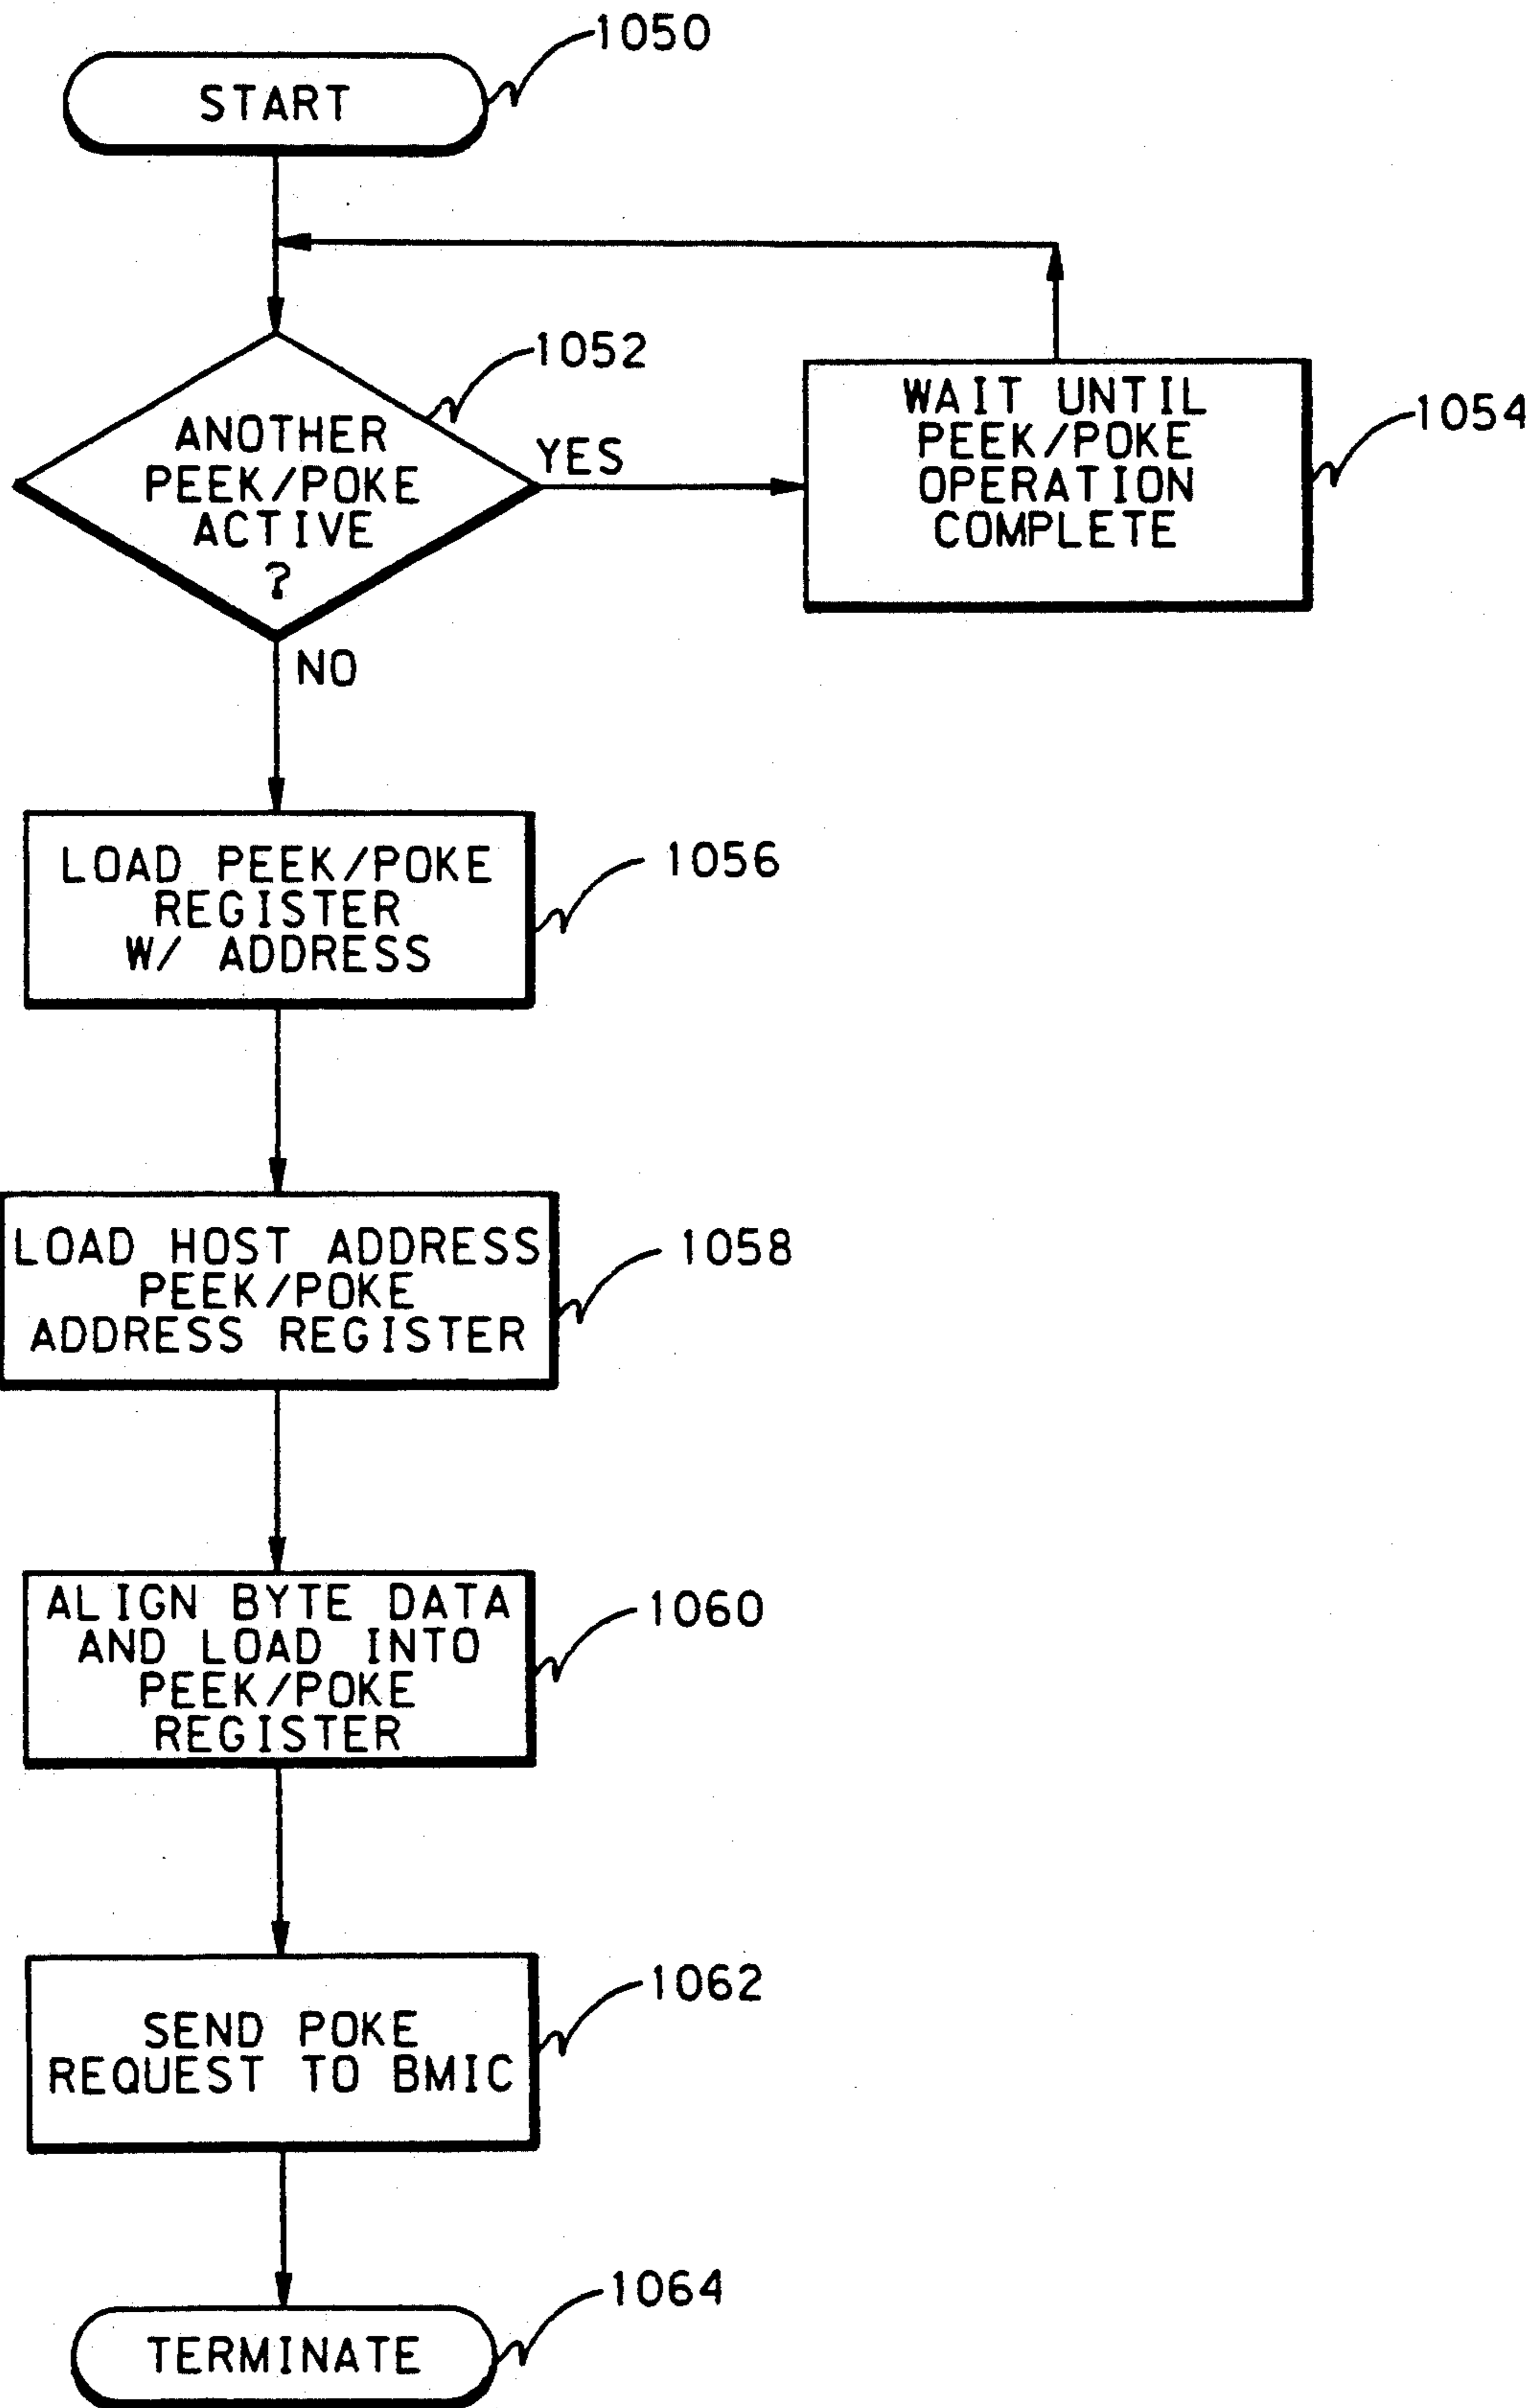 1050
START
1052
ANOTHER
PEEK/POKE
ACTIVE
?
YES
WAIT UNTIL
PEEK/POKE
OPERATION
COMPLETE
1054
NO
LOAD PEEK/POKE
REGISTER
W/ ADDRESS
1056
LOAD HOST ADDRESS
PEEK/POKE
ADDRESS REGISTER
1058
ALIGN BYTE DATA
AND LOAD INTO
PEEK/POKE
REGISTER
1060
SEND POKE
REQUEST TO BMIC
1062
TERMINATE
1064